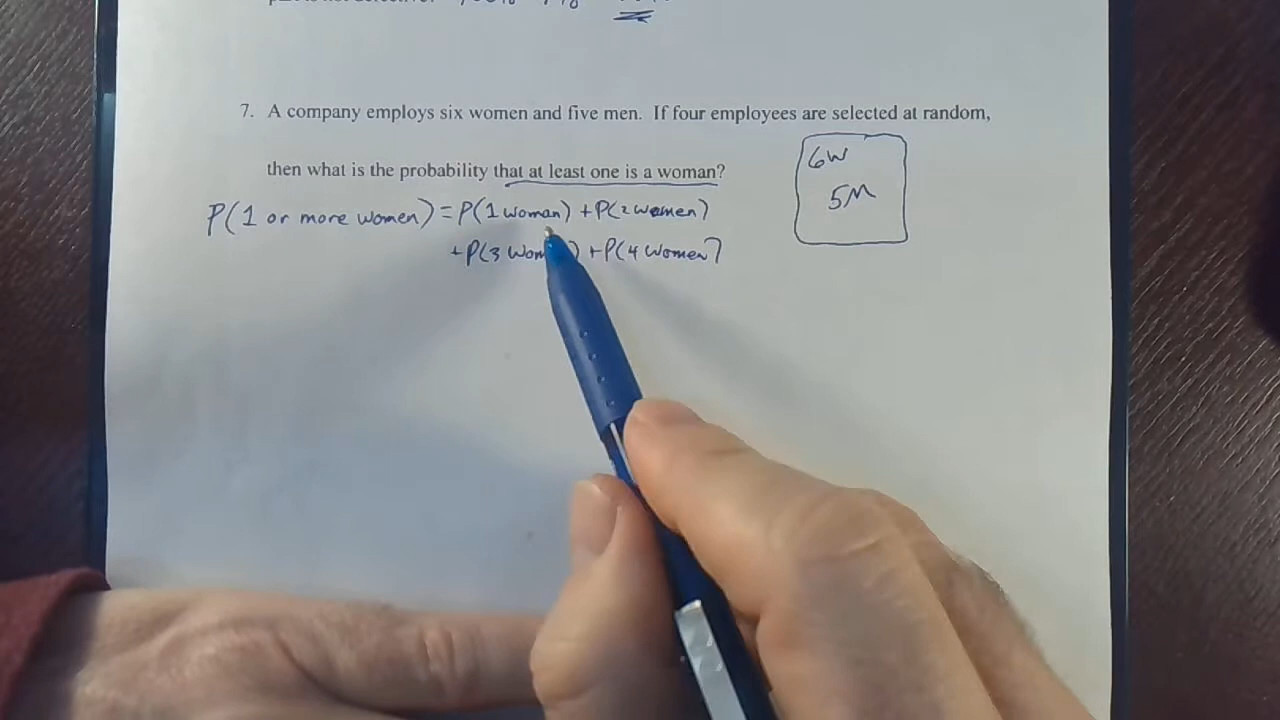 7. A company employs six women and five men. If four employees are selected at random,
then what is the probability that at least one is a woman?
6W
5M
P(1 or more women) = P(1 woman) + P(2 women)
+ P(3 Wom ) + P(4 Women)